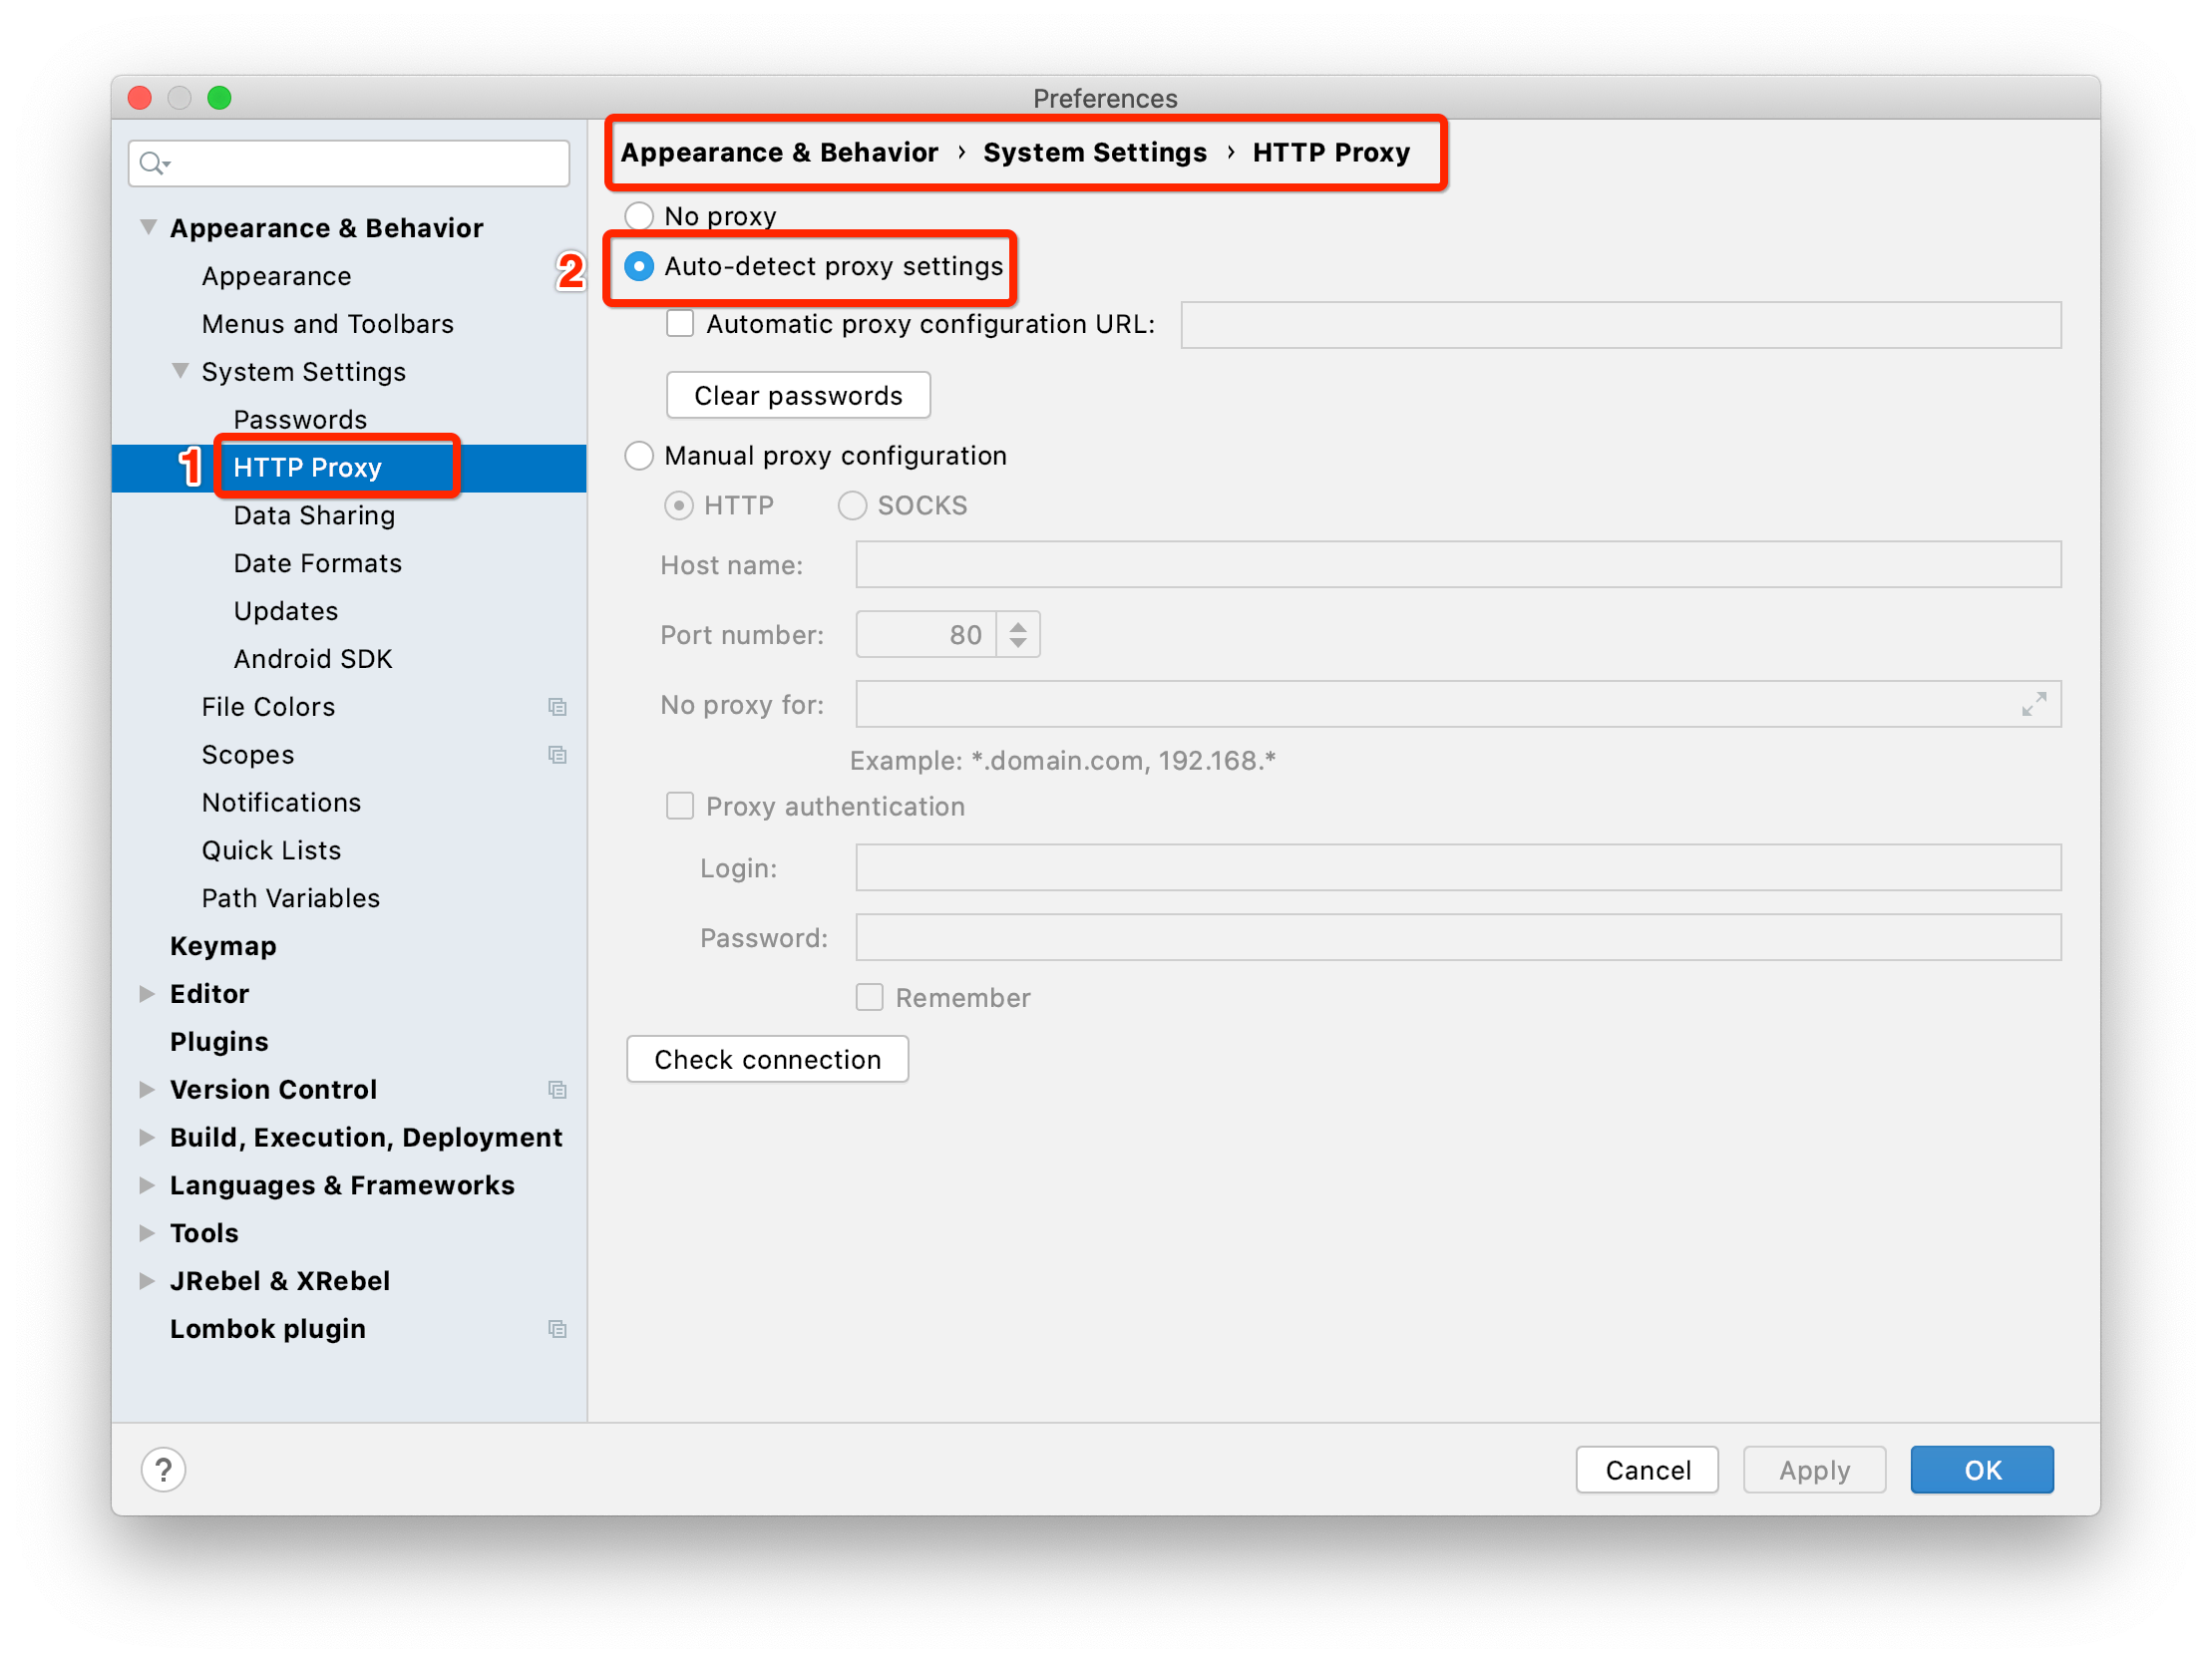 Preferences
Appearance & Behavior
Appearance
Menus and Toolbars
System Settings
Passwords
1 HTTP Proxy
Data Sharing
Date Formats
Updates
Android SDK
File Colors
Scopes
Notifications
Quick Lists
Path Variables
Keymap
Editor
Plugins
Version Control
Build, Execution, Deployment
Languages & Frameworks
Tools
JRebel & XRebel
Lombok plugin
Appearance & Behavior › System Settings › HTTP Proxy
No proxy
2 Auto-detect proxy settings
Automatic proxy configuration URL:
Clear passwords
Manual proxy configuration
HTTP SOCKS
Host name:
Port number: 80
No proxy for:
Example: *.domain.com, 192.168.*
Proxy authentication
Login:
Password:
Remember
Check connection
? Cancel Apply OK